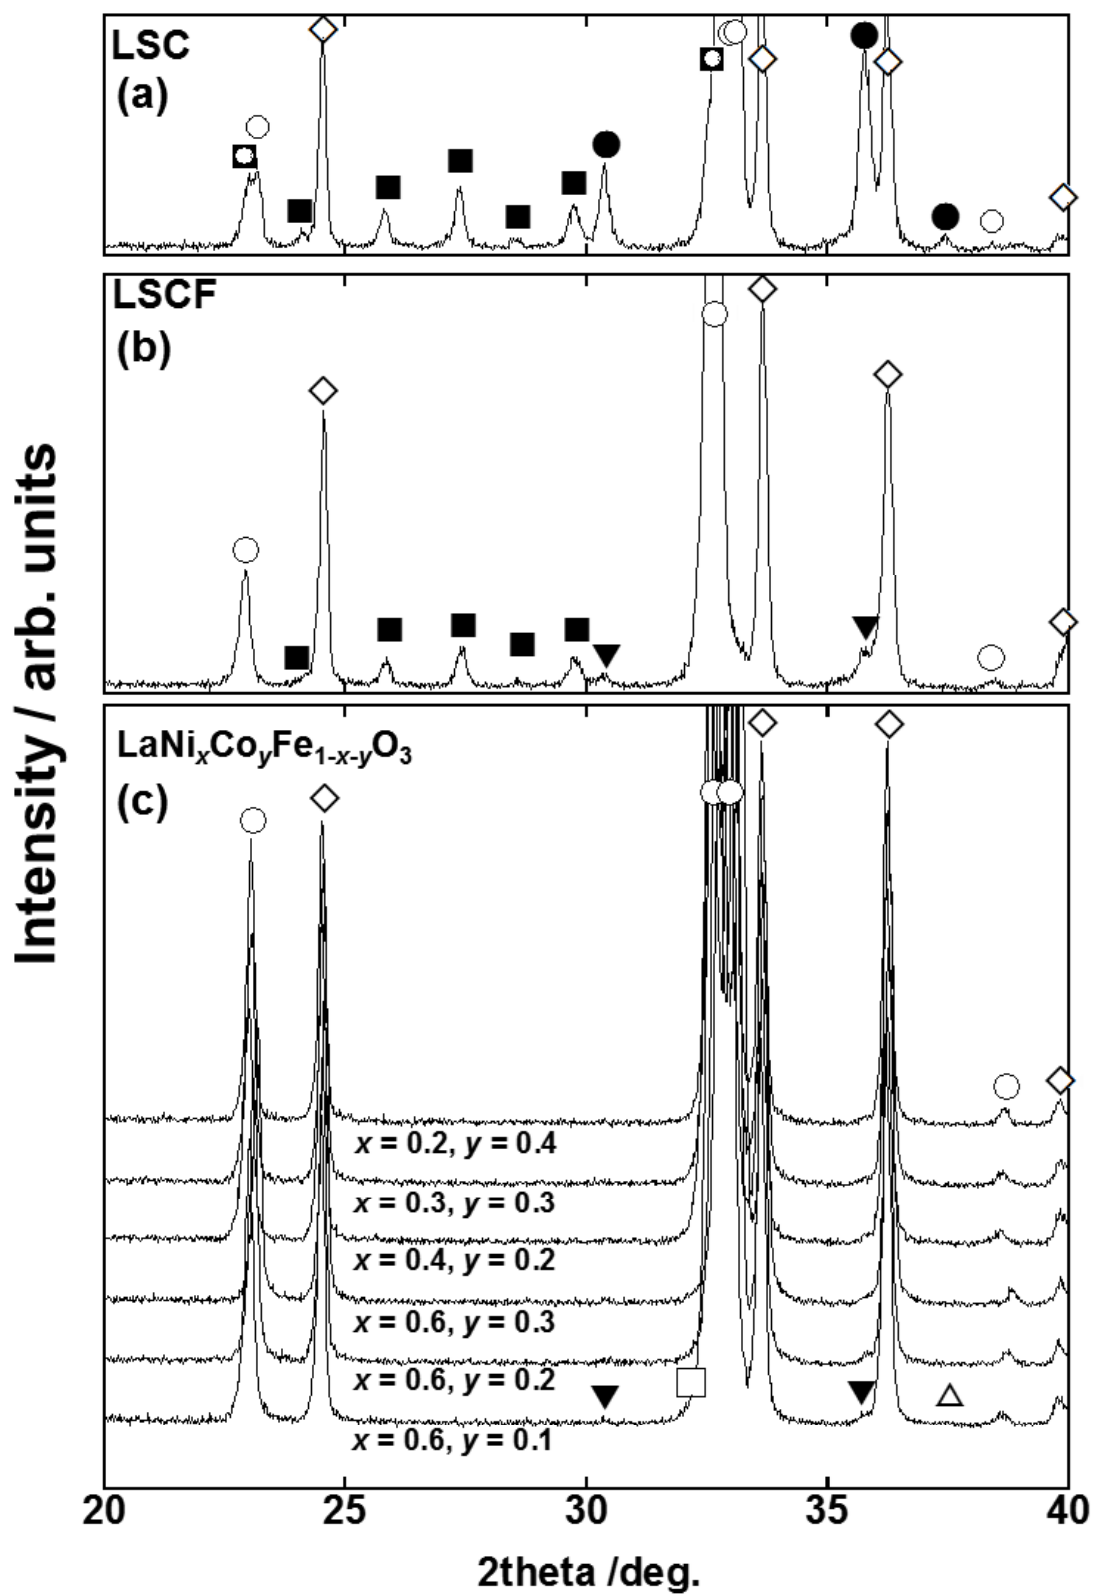 LSC
(a)
LSCF
(b)
LaNixCoyFe1-x-yO3
(c)
x = 0.2, y = 0.4
x = 0.3, y = 0.3
x = 0.4, y = 0.2
x = 0.6, y = 0.3
x = 0.6, y = 0.2
x = 0.6, y = 0.1
Intensity / arb. units
20 25 30 35 40
2theta /deg.